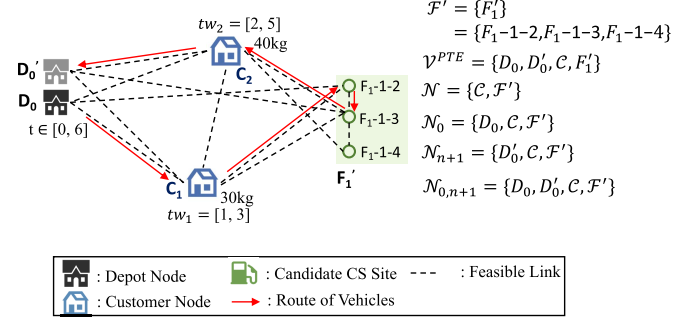 tw₂ = [2, 5]
40kg
D₀′
C₂
D₀
t ∈ [0, 6]
F₁-1-2
F₁-1-3
F₁-1-4
C₁
30kg
F₁′
tw₁ = [1, 3]
ℱ′ = {F₁′}
= {F₁-1-2,F₁-1-3,F₁-1-4}
𝒱ᴾᵀᴱ = {D₀, D₀′, 𝒞, F₁′}
𝒩 = {𝒞, ℱ′}
𝒩₀ = {D₀, 𝒞, ℱ′}
𝒩ₙ₊₁ = {D₀′, 𝒞, ℱ′}
𝒩₀,ₙ₊₁ = {D₀, D₀′, 𝒞, ℱ′}
: Depot Node : Candidate CS Site : Feasible Link
: Customer Node : Route of Vehicles